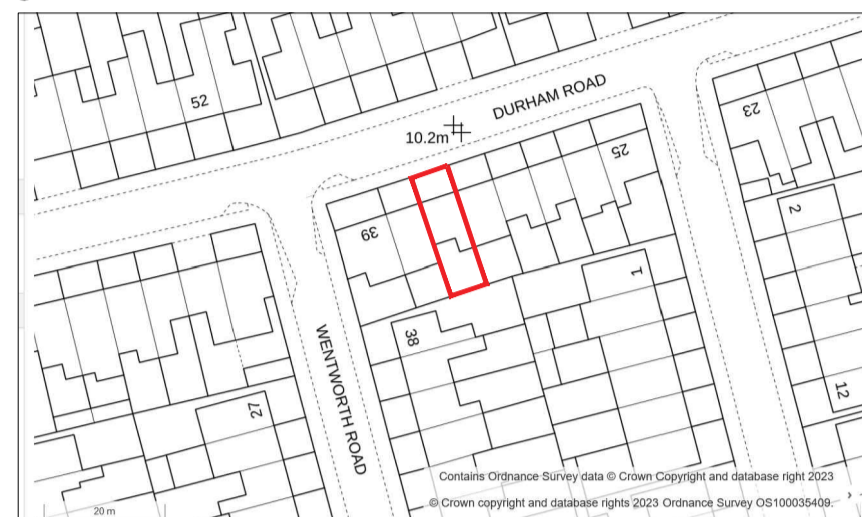 52
DURHAM ROAD
10.2m
23
25
39
2
1
38
WENTWORTH ROAD
12
27
Contains Ordnance Survey data © Crown Copyright and database right 2023
© Crown copyright and database rights 2023 Ordnance Survey OS100035409.
20 m